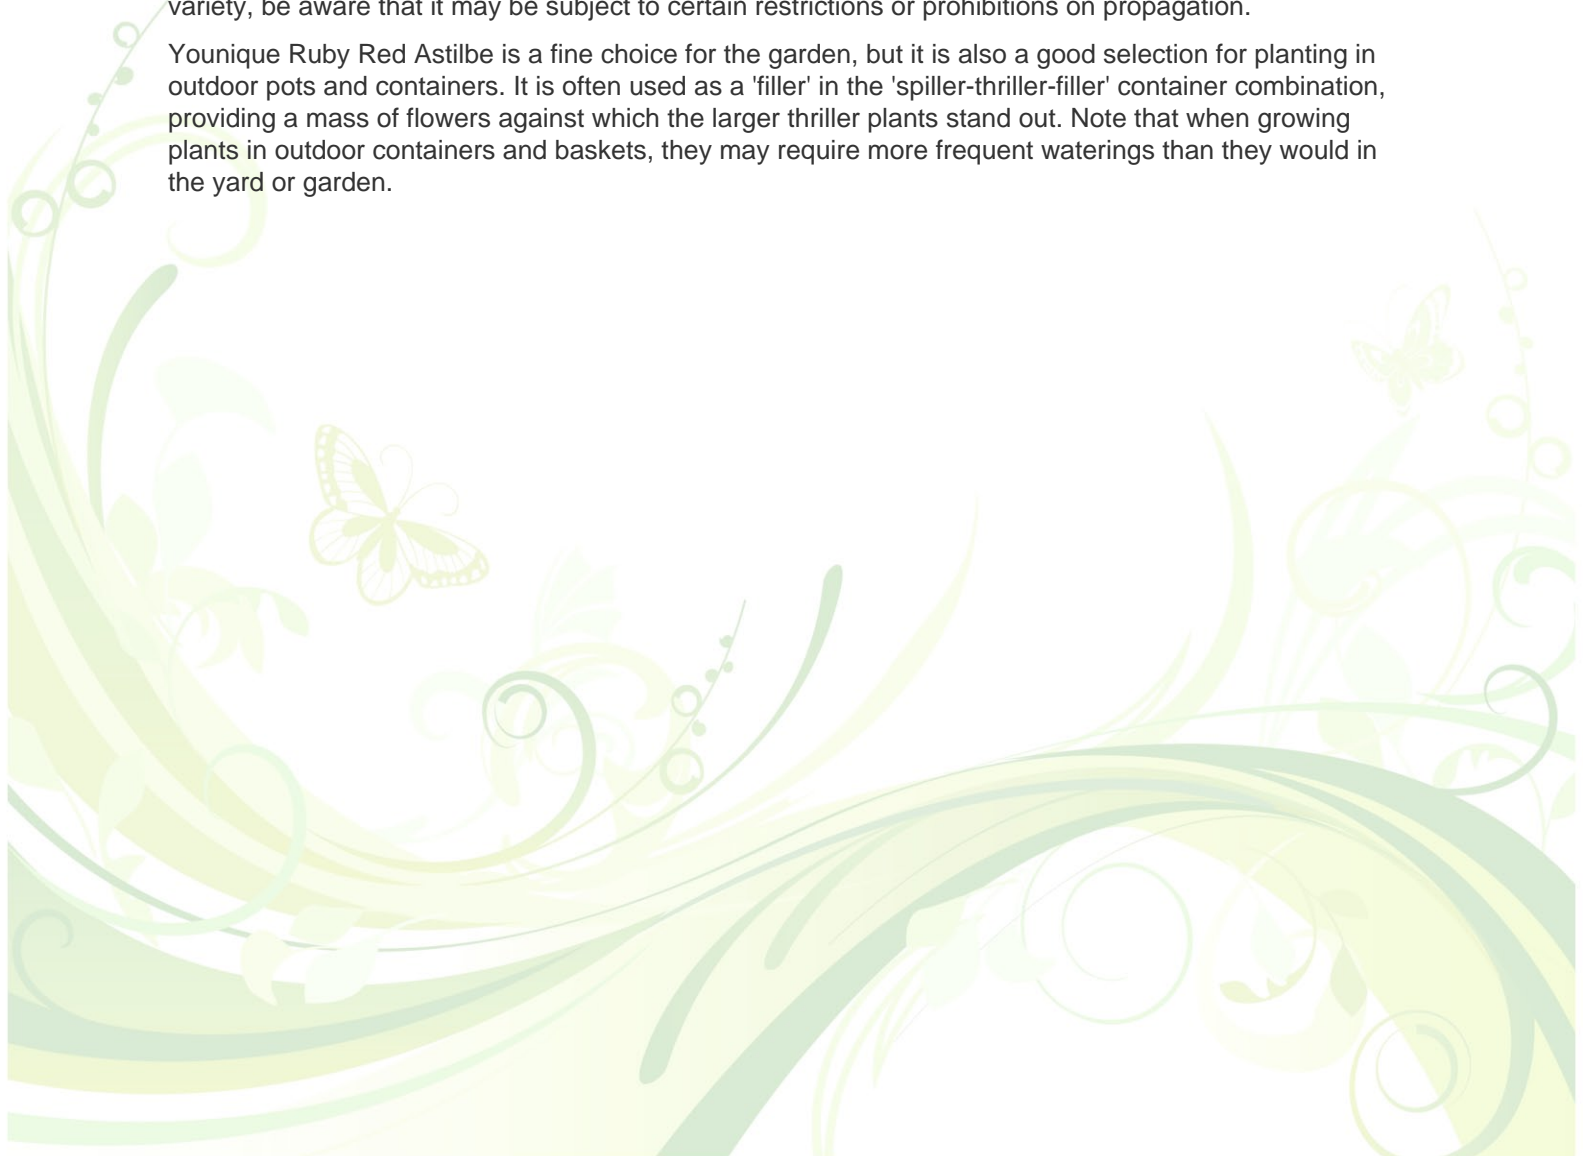 variety, be aware that it may be subject to certain restrictions or prohibitions on propagation.
Younique Ruby Red Astilbe is a fine choice for the garden, but it is also a good selection for planting in
outdoor pots and containers. It is often used as a 'filler' in the 'spiller-thriller-filler' container combination,
providing a mass of flowers against which the larger thriller plants stand out. Note that when growing
plants in outdoor containers and baskets, they may require more frequent waterings than they would in
the yard or garden.